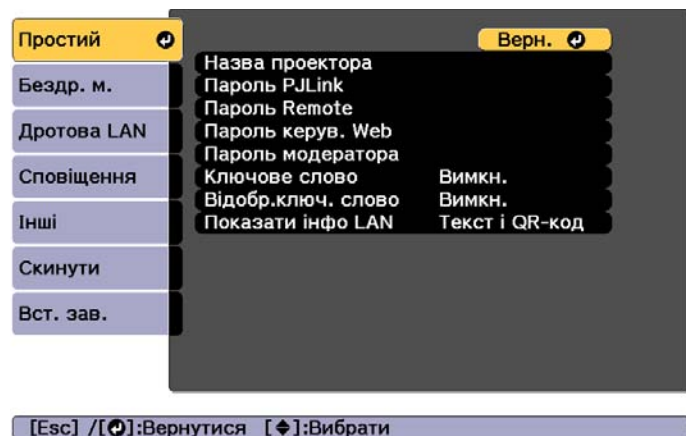 Простий
Бездр. м.
Дротова LAN
Сповіщення
Інші
Скинути
Вст. зав.
Верн.
Назва проектора
Пароль PJLink
Пароль Remote
Пароль керув. Web
Пароль модератора
Ключове слово Вимкн.
Відобр.ключ. слово Вимкн.
Показати інфо LAN Текст і QR-код
[Esc] /[ ]:Вернутися [ ]:Вибрати